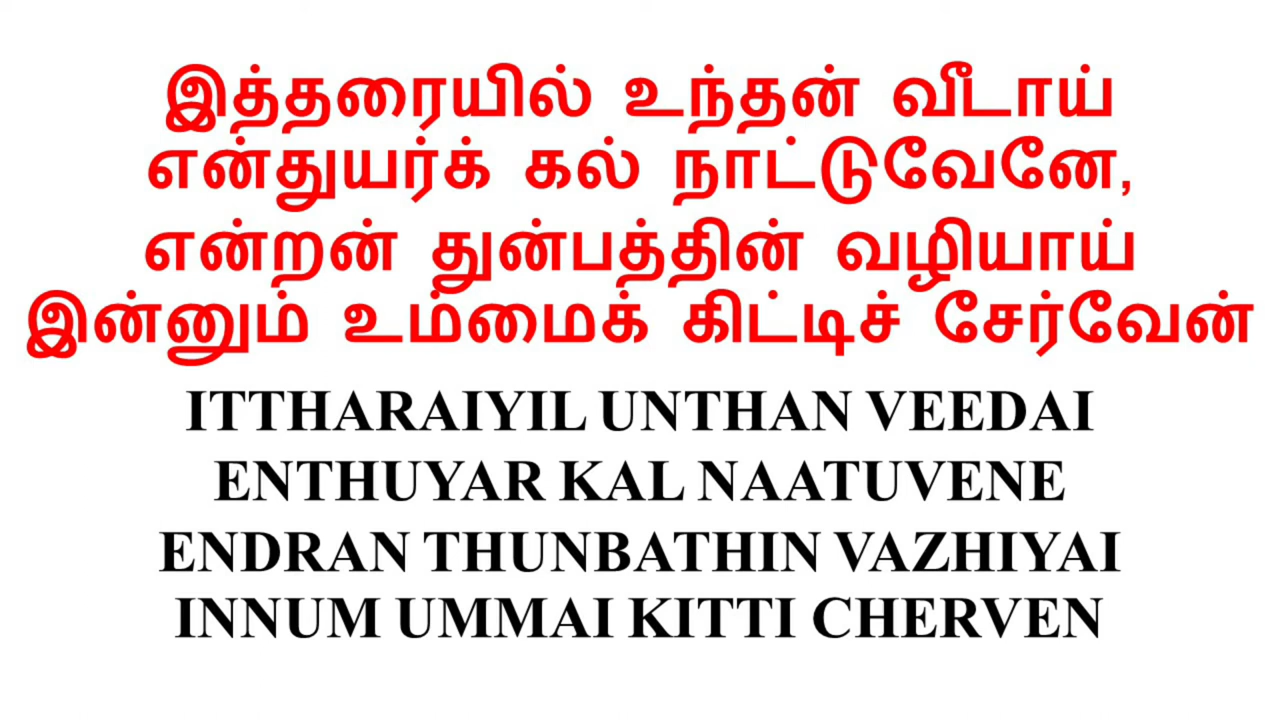 இத்தரையில் உந்தன் வீடாய்
என்துயர்க் கல் நாட்டுவேனே,
என்றன் துன்பத்தின் வழியாய்
இன்னும் உம்மைக் கிட்டிச் சேர்வேன்
ITTHARAIYIL UNTHAN VEEDAI
ENTHUYAR KAL NAATUVENE
ENDRAN THUNBATHIN VAZHIYAI
INNUM UMMAI KITTI CHERVEN